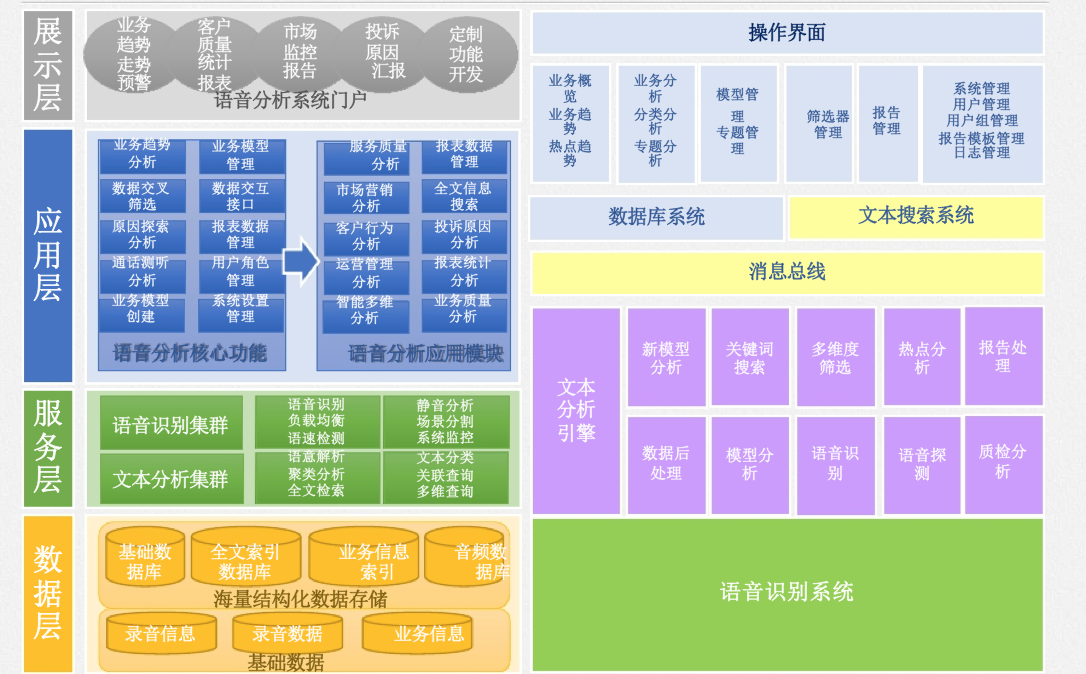 展
示
层
业务
趋势
走势
预警
客户
质量
统计
报表
市场
监控
报告
投诉
原因
汇报
定制
功能
开发
语音分析系统门户
应
用
层
业务趋势
分析
业务模型
管理
数据交叉
筛选
数据交互
接口
原因探索
分析
报表数据
管理
通话测听
分析
用户角色
管理
业务模型
创建
系统设置
管理
语音分析核心功能
服务质量
分析
报表数据
管理
市场营销
分析
全文信息
搜索
客户行为
分析
投诉原因
分析
运营管理
分析
报表统计
分析
智能多维
分析
业务质量
分析
语音分析应用模块
服
务
层
语音识别集群
语音识别
负载均衡
语速检测
静音分析
场景分割
系统监控
文本分析集群
语意解析
聚类分析
全文检索
文本分类
关联查询
多维查询
数
据
层
基础数
据库
全文索引
数据库
业务信息
索引
音频数
据库
海量结构化数据存储
录音信息
录音数据
业务信息
基础数据
操作界面
业务概
览
业务趋
势
热点趋
势
业务分
析
分类分
析
专题分
析
模型管
理
专题管
理
筛选器
管理
报告
管理
系统管理
用户管理
用户组管理
报告模板管理
日志管理
数据库系统
文本搜索系统
消息总线
文本
分析
引擎
新模型
分析
关键词
搜索
多维度
筛选
热点分
析
报告处
理
数据后
处理
模型分
析
语音识
别
语音探
测
质检分
析
语音识别系统